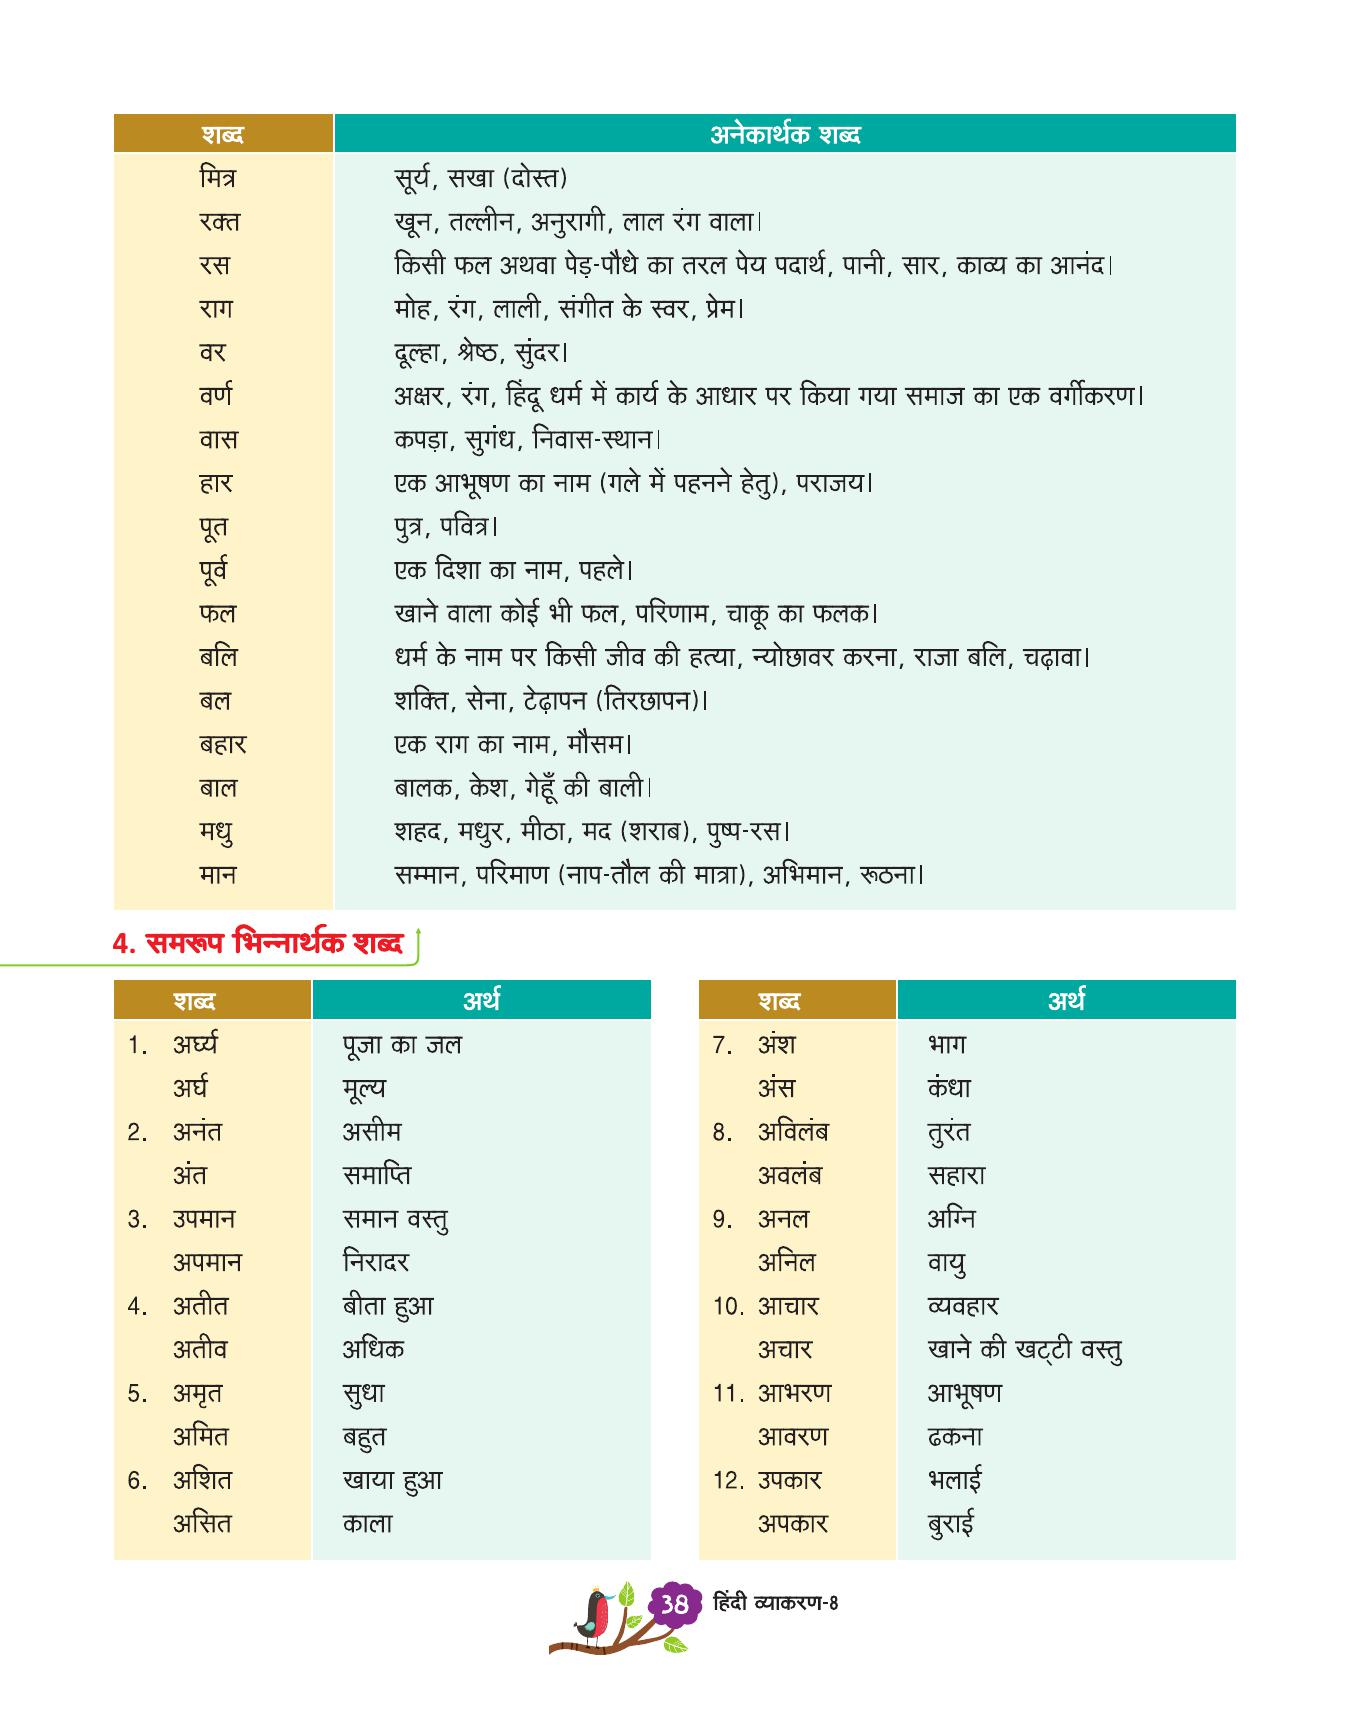 शब्द अनेकार्थक शब्द
मित्र सूर्य, सखा (दोस्त)
रक्त खून, तल्लीन, अनुरागी, लाल रंग वाला।
रस किसी फल अथवा पेड़-पौधे का तरल पेय पदार्थ, पानी, सार, काव्य का आनंद।
राग मोह, रंग, लाली, संगीत के स्वर, प्रेम।
वर दूल्हा, श्रेष्ठ, सुंदर।
वर्ण अक्षर, रंग, हिंदू धर्म में कार्य के आधार पर किया गया समाज का एक वर्गीकरण।
वास कपड़ा, सुगंध, निवास-स्थान।
हार एक आभूषण का नाम (गले में पहनने हेतु), पराजय।
पूत पुत्र, पवित्र।
पूर्व एक दिशा का नाम, पहले।
फल खाने वाला कोई भी फल, परिणाम, चाकू का फलक।
बलि धर्म के नाम पर किसी जीव की हत्या, न्योछावर करना, राजा बलि, चढ़ावा।
बल शक्ति, सेना, टेढ़ापन (तिरछापन)।
बहार एक राग का नाम, मौसम।
बाल बालक, केश, गेहूँ की बाली।
मधु शहद, मधुर, मीठा, मद (शराब), पुष्प-रस।
मान सम्मान, परिमाण (नाप-तौल की मात्रा), अभिमान, रूठना।
4. समरूप भिन्नार्थक शब्द
शब्द अर्थ
1. अर्घ्य पूजा का जल
अर्घ मूल्य
2. अनंत असीम
अंत समाप्ति
3. उपमान समान वस्तु
अपमान निरादर
4. अतीत बीता हुआ
अतीव अधिक
5. अमृत सुधा
अमित बहुत
6. अशित खाया हुआ
असित काला
शब्द अर्थ
7. अंश भाग
अंस कंधा
8. अविलंब तुरंत
अवलंब सहारा
9. अनल अग्नि
अनिल वायु
10. आचार व्यवहार
अचार खाने की खट्टी वस्तु
11. आभरण आभूषण
आवरण ढकना
12. उपकार भलाई
अपकार बुराई
38 हिंदी व्याकरण-8